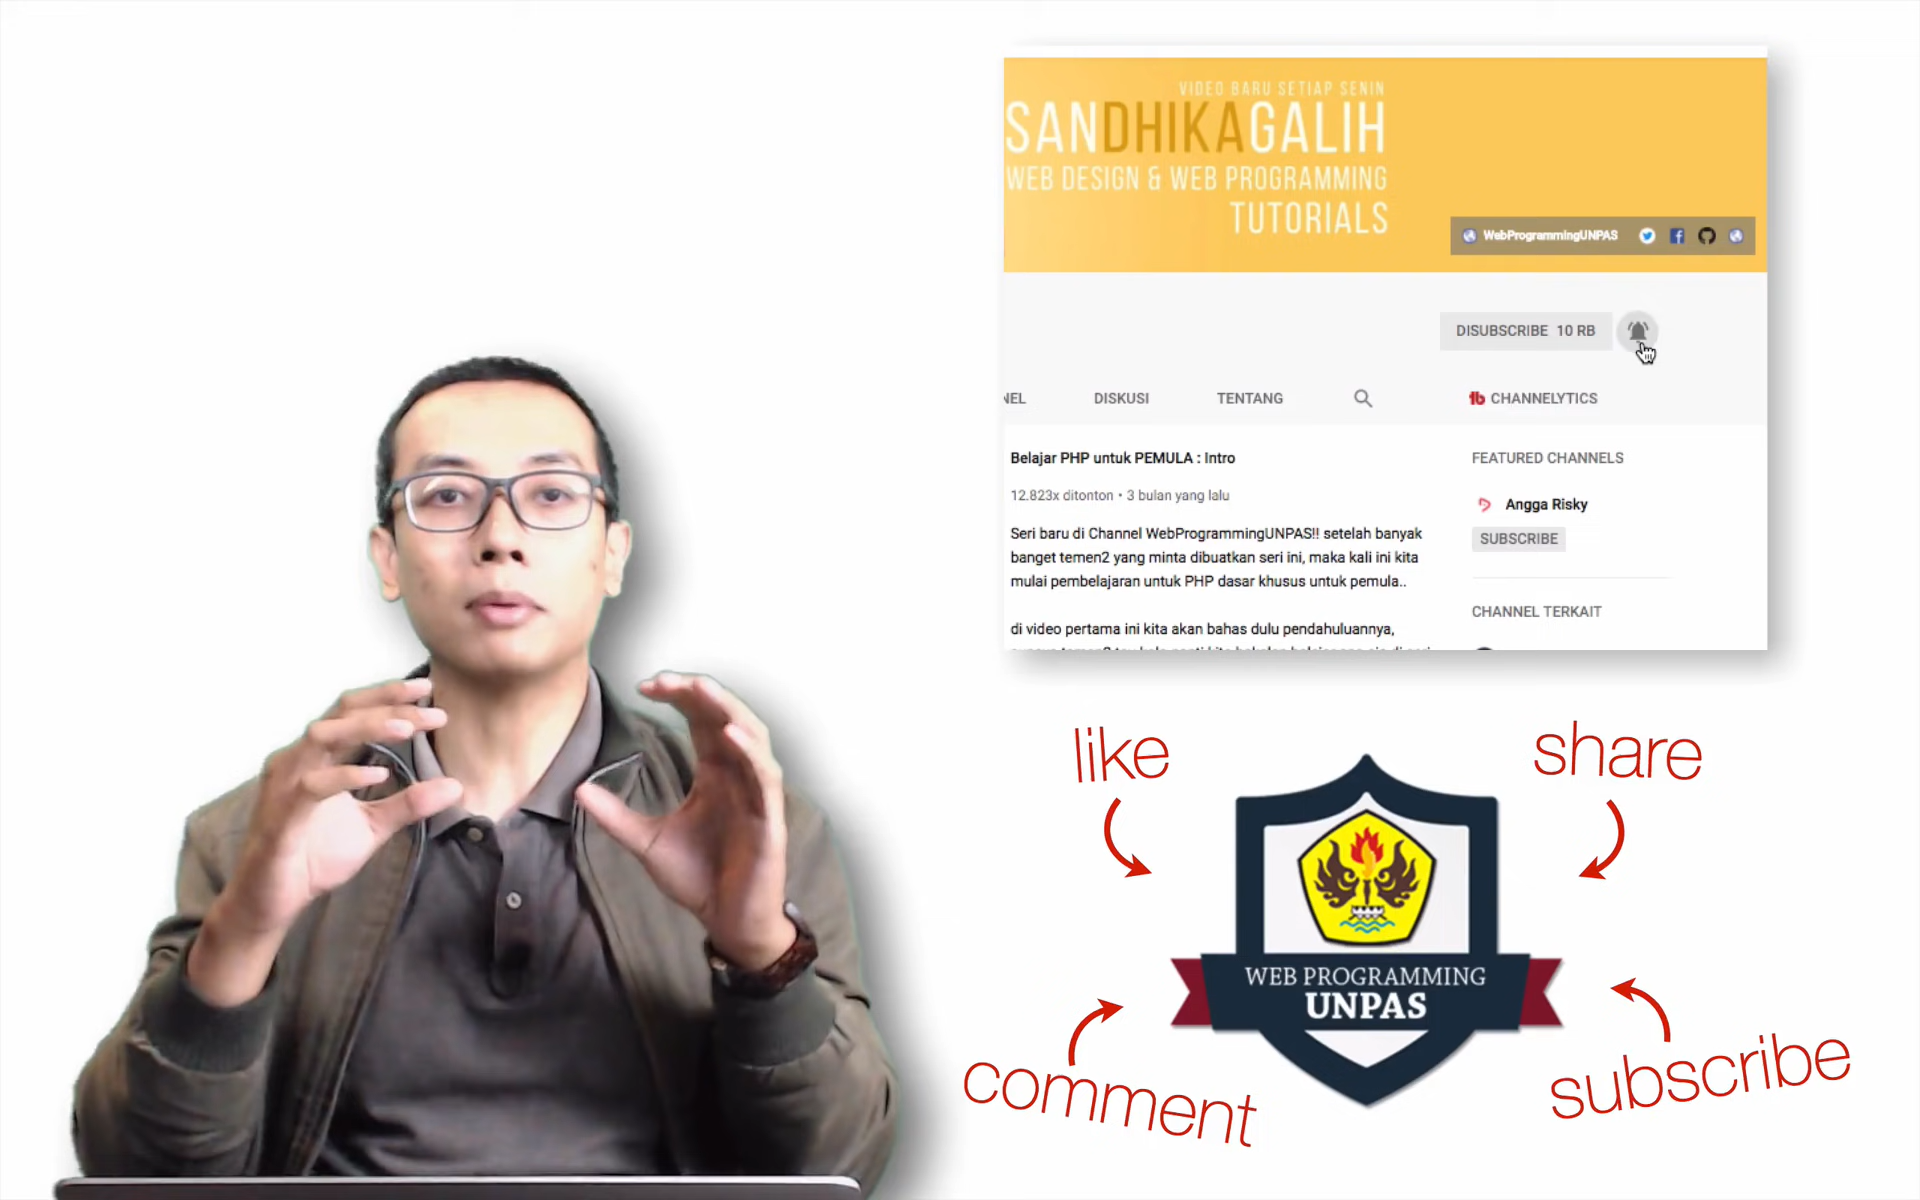 VIDEO BARU SETIAP SENIN
SANDHIKAGALIH
WEB DESIGN & WEB PROGRAMMING
TUTORIALS
WebProgrammingUNPAS
DISUBSCRIBE 10 RB
NEL DISKUSI TENTANG CHANNELYTICS
Belajar PHP untuk PEMULA : Intro
12.823x ditonton • 3 bulan yang lalu
Seri baru di Channel WebProgrammingUNPAS!! setelah banyak
banget temen2 yang minta dibuatkan seri ini, maka kali ini kita
mulai pembelajaran untuk PHP dasar khusus untuk pemula..
di video pertama ini kita akan bahas dulu pendahuluannya,
FEATURED CHANNELS
Angga Risky
SUBSCRIBE
CHANNEL TERKAIT
like
share
WEB PROGRAMMING
UNPAS
comment
subscribe